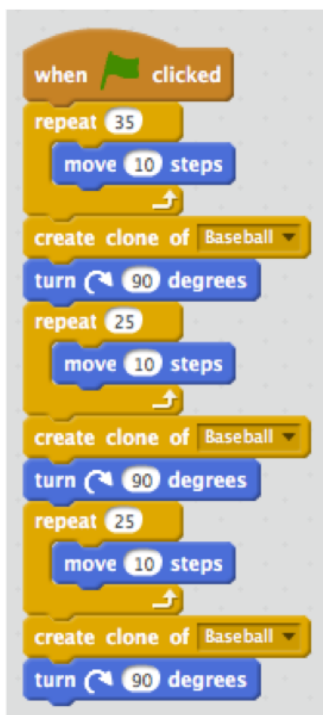 when clicked
repeat 35
move 10 steps
create clone of Baseball
turn 90 degrees
repeat 25
move 10 steps
create clone of Baseball
turn 90 degrees
repeat 25
move 10 steps
create clone of Baseball
turn 90 degrees